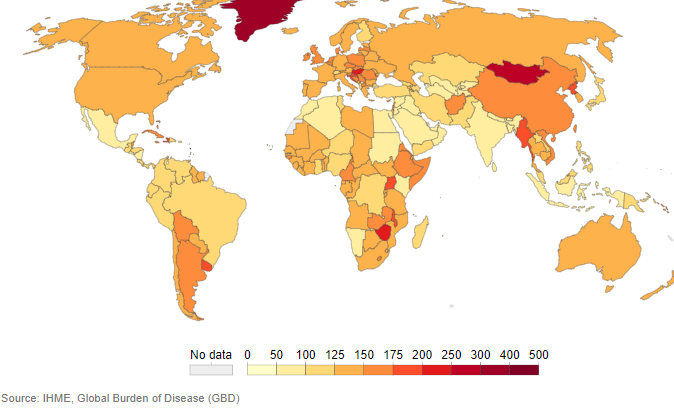 No data 0 50 100 125 150 175 200 250 300 400 500
Source: IHME, Global Burden of Disease (GBD)